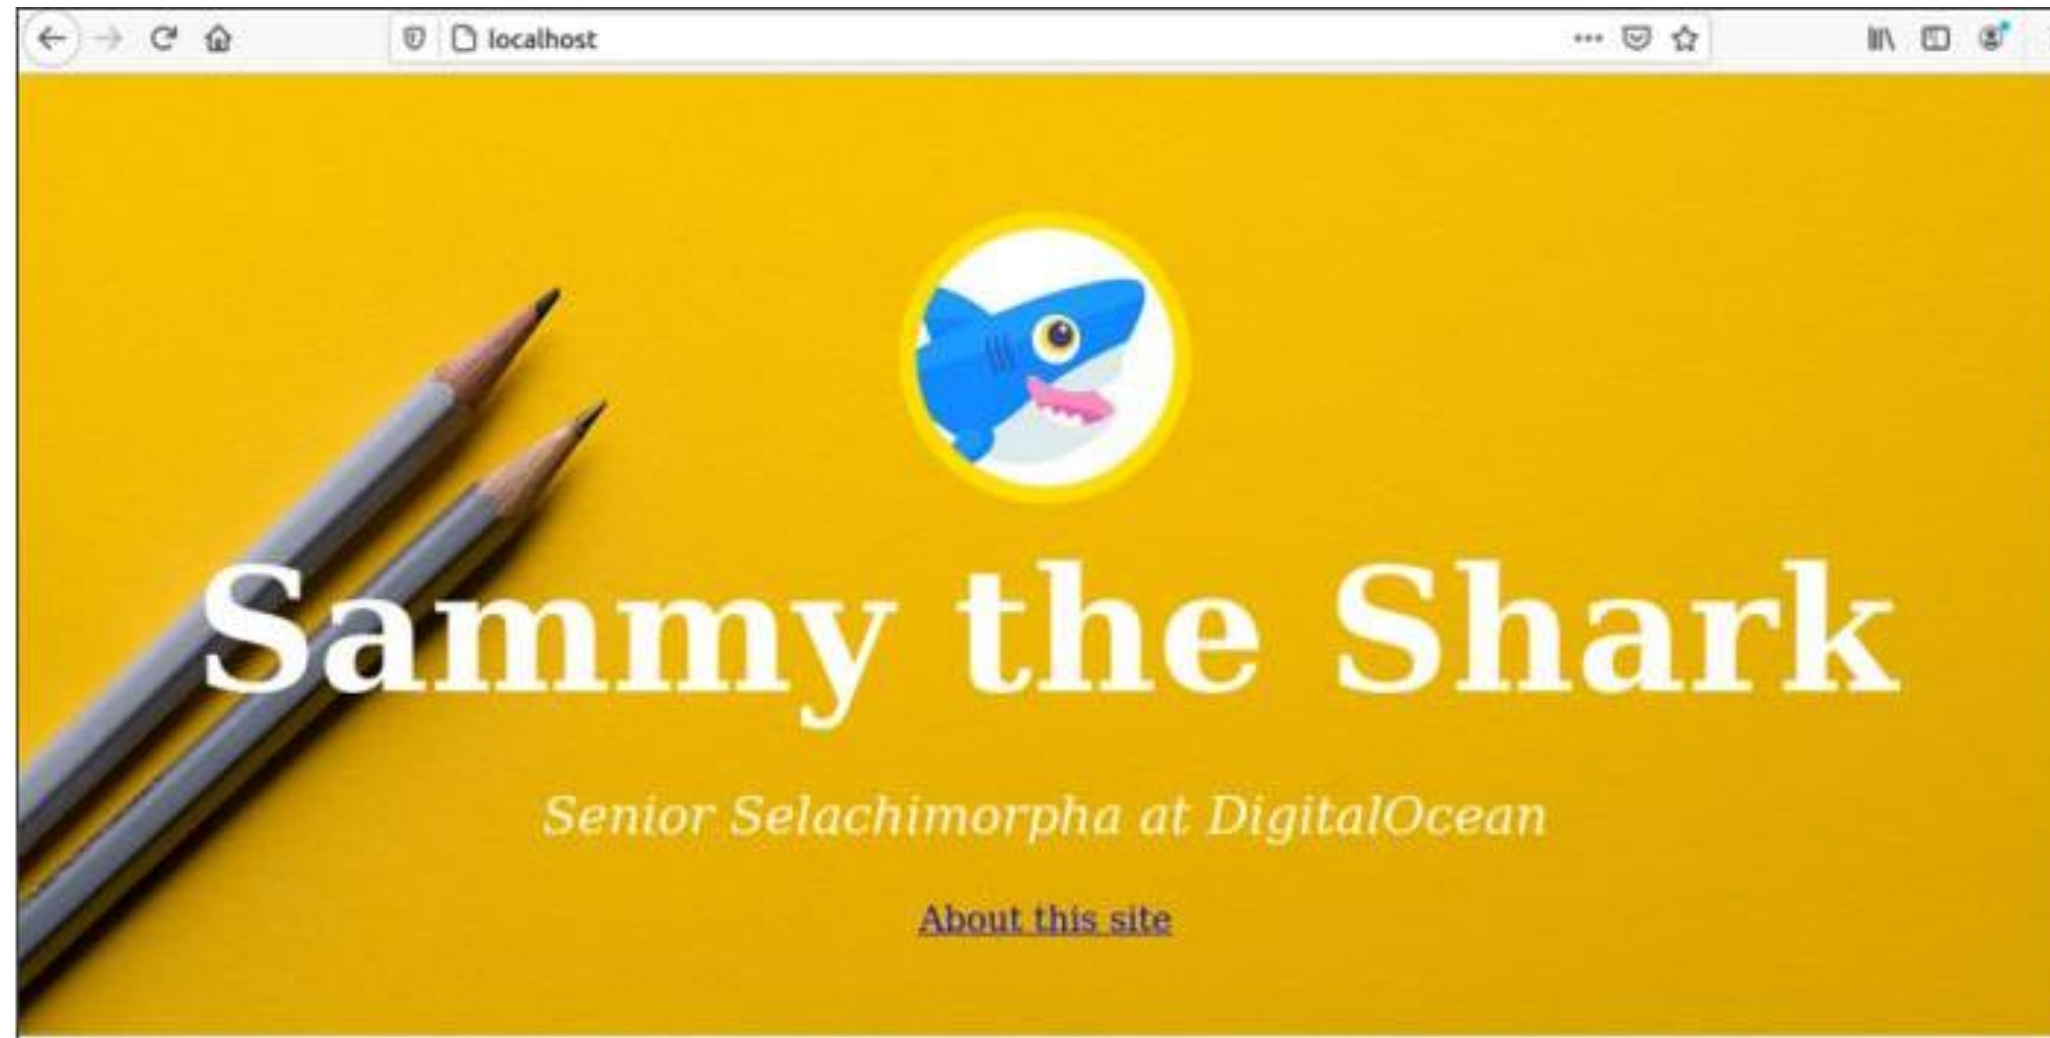 localhost
Sammy the Shark
Senior Selachimorpha at DigitalOcean
About this site